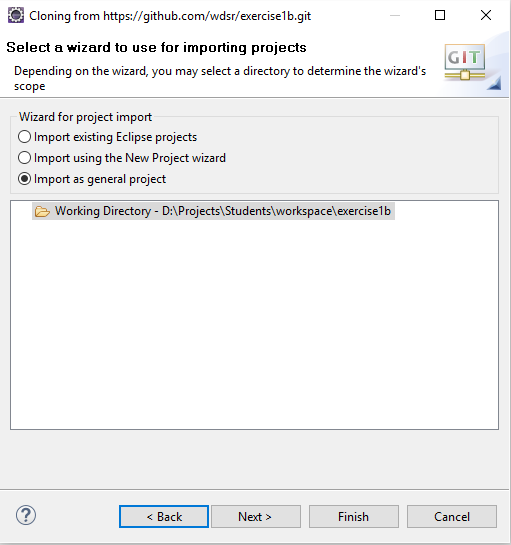 Cloning from https://github.com/wdsr/exercise1b.git
Select a wizard to use for importing projects
Depending on the wizard, you may select a directory to determine the wizard's
scope
GIT
Wizard for project import
Import existing Eclipse projects
Import using the New Project wizard
Import as general project
Working Directory - D:\Projects\Students\workspace\exercise1b
?
< Back
Next >
Finish
Cancel